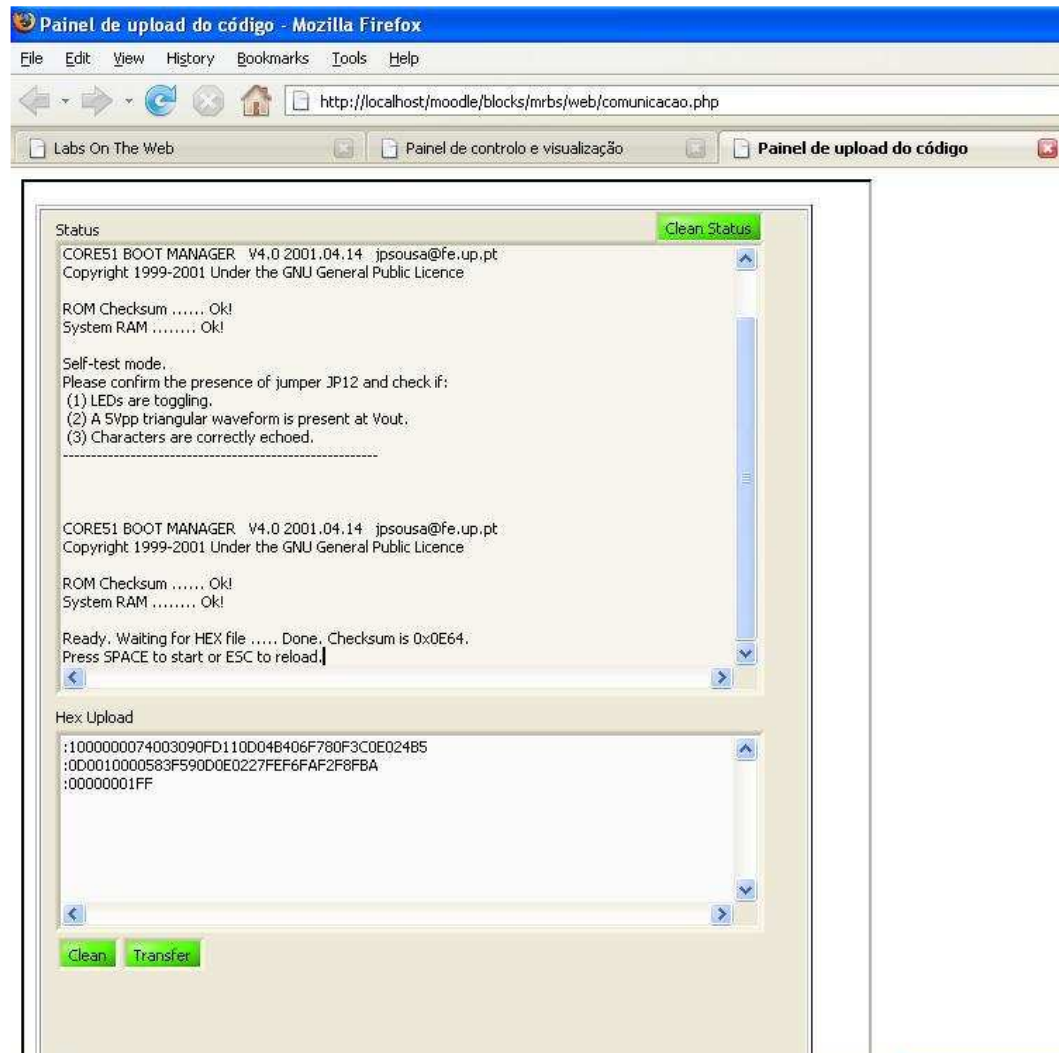 Painel de upload do código - Mozilla Firefox
File Edit View History Bookmarks Tools Help
http://localhost/moodle/blocks/mrbs/web/comunicacao.php
Labs On The Web Painel de controlo e visualização Painel de upload do código
Status Clean Status
CORE51 BOOT MANAGER V4.0 2001.04.14 jpsousa@fe.up.pt
Copyright 1999-2001 Under the GNU General Public Licence
ROM Checksum ...... Ok!
System RAM ........ Ok!
Self-test mode.
Please confirm the presence of jumper JP12 and check if:
(1) LEDs are toggling.
(2) A 5Vpp triangular waveform is present at Vout.
(3) Characters are correctly echoed.
--------------------------------------------------------
CORE51 BOOT MANAGER V4.0 2001.04.14 jpsousa@fe.up.pt
Copyright 1999-2001 Under the GNU General Public Licence
ROM Checksum ...... Ok!
System RAM ........ Ok!
Ready. Waiting for HEX file ..... Done. Checksum is 0x0E64.
Press SPACE to start or ESC to reload.
Hex Upload
:1000000074003090FD110D04B406F780F3C0E024B5
:0D0010000583F590D0E0227FEF6FAF2F8FBA
:00000001FF
Clean Transfer